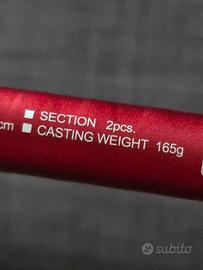 ■ SECTION 2pcs.
cm ■ CASTING WEIGHT 165g
subito